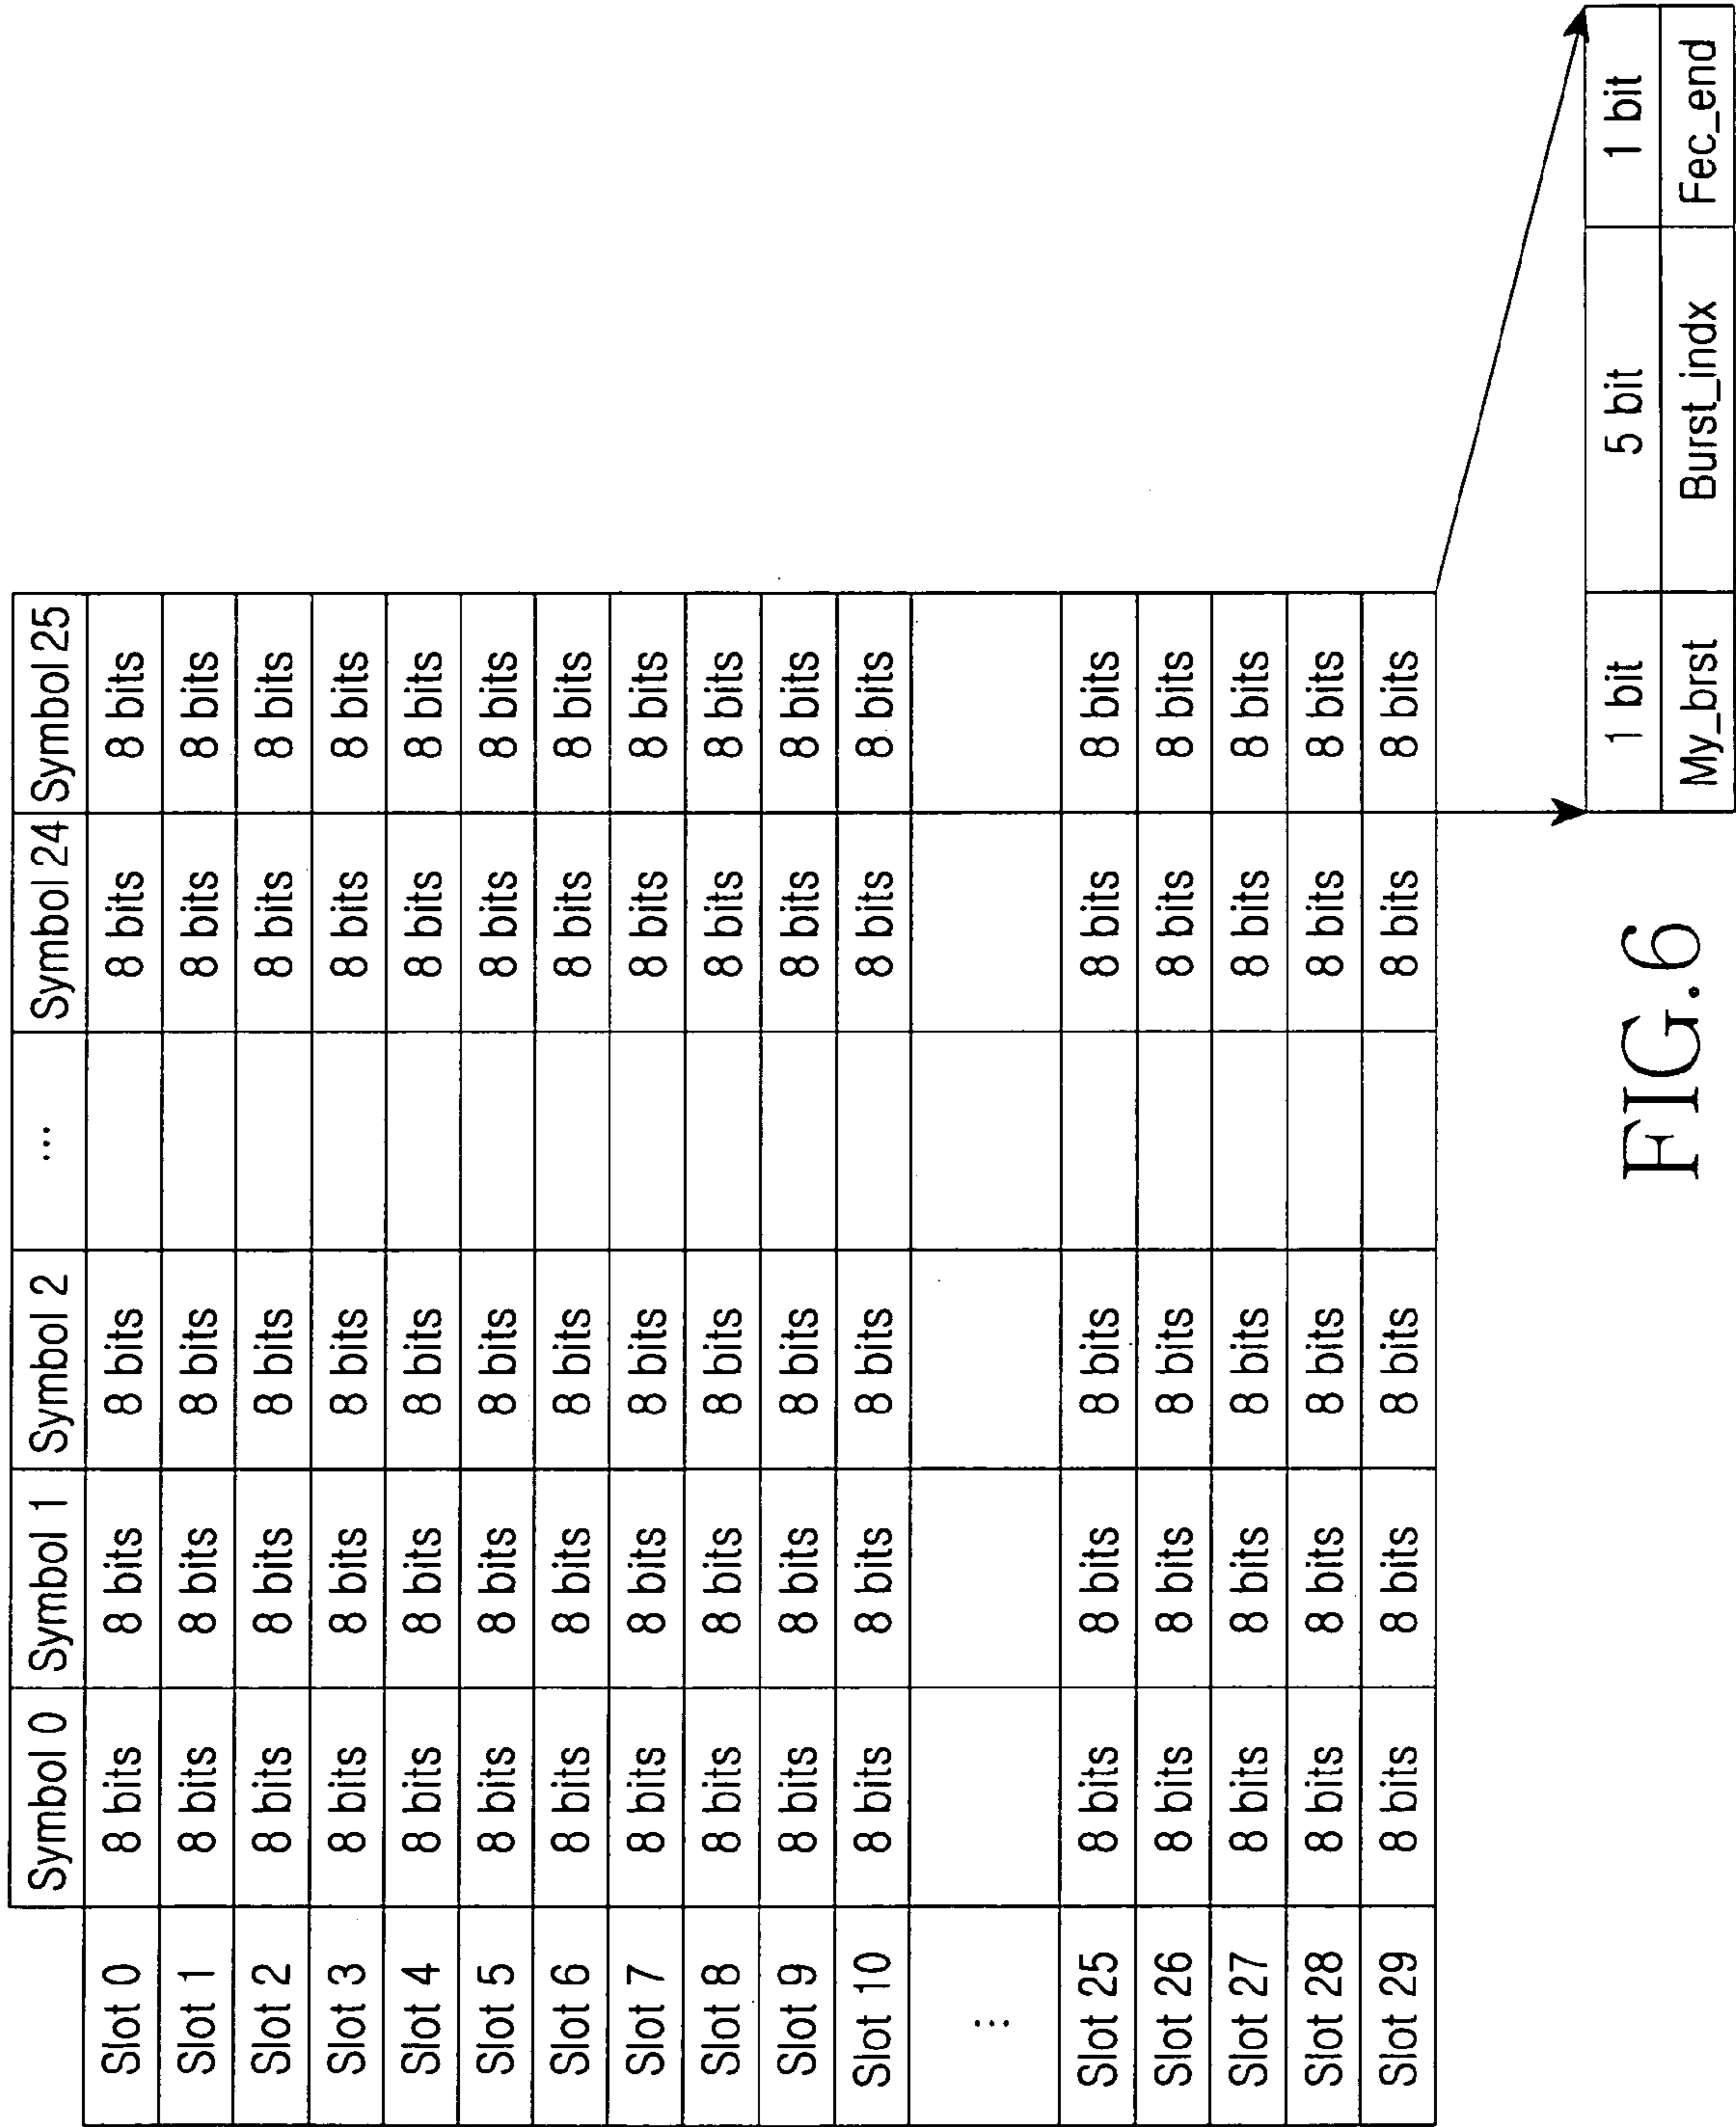 Symbol 0 Symbol 1 Symbol 2 ... Symbol 24 Symbol 25
Slot 0 8 bits 8 bits 8 bits 8 bits 8 bits
Slot 1 8 bits 8 bits 8 bits 8 bits 8 bits
Slot 2 8 bits 8 bits 8 bits 8 bits 8 bits
Slot 3 8 bits 8 bits 8 bits 8 bits 8 bits
Slot 4 8 bits 8 bits 8 bits 8 bits 8 bits
Slot 5 8 bits 8 bits 8 bits 8 bits 8 bits
Slot 6 8 bits 8 bits 8 bits 8 bits 8 bits
Slot 7 8 bits 8 bits 8 bits 8 bits 8 bits
Slot 8 8 bits 8 bits 8 bits 8 bits 8 bits
Slot 9 8 bits 8 bits 8 bits 8 bits 8 bits
Slot 10 8 bits 8 bits 8 bits 8 bits 8 bits
...
Slot 25 8 bits 8 bits 8 bits 8 bits 8 bits
Slot 26 8 bits 8 bits 8 bits 8 bits 8 bits
Slot 27 8 bits 8 bits 8 bits 8 bits 8 bits
Slot 28 8 bits 8 bits 8 bits 8 bits 8 bits
Slot 29 8 bits 8 bits 8 bits 8 bits 8 bits
1 bit 5 bit 1 bit
My_brst Burst_indx Fec_end
FIG.6